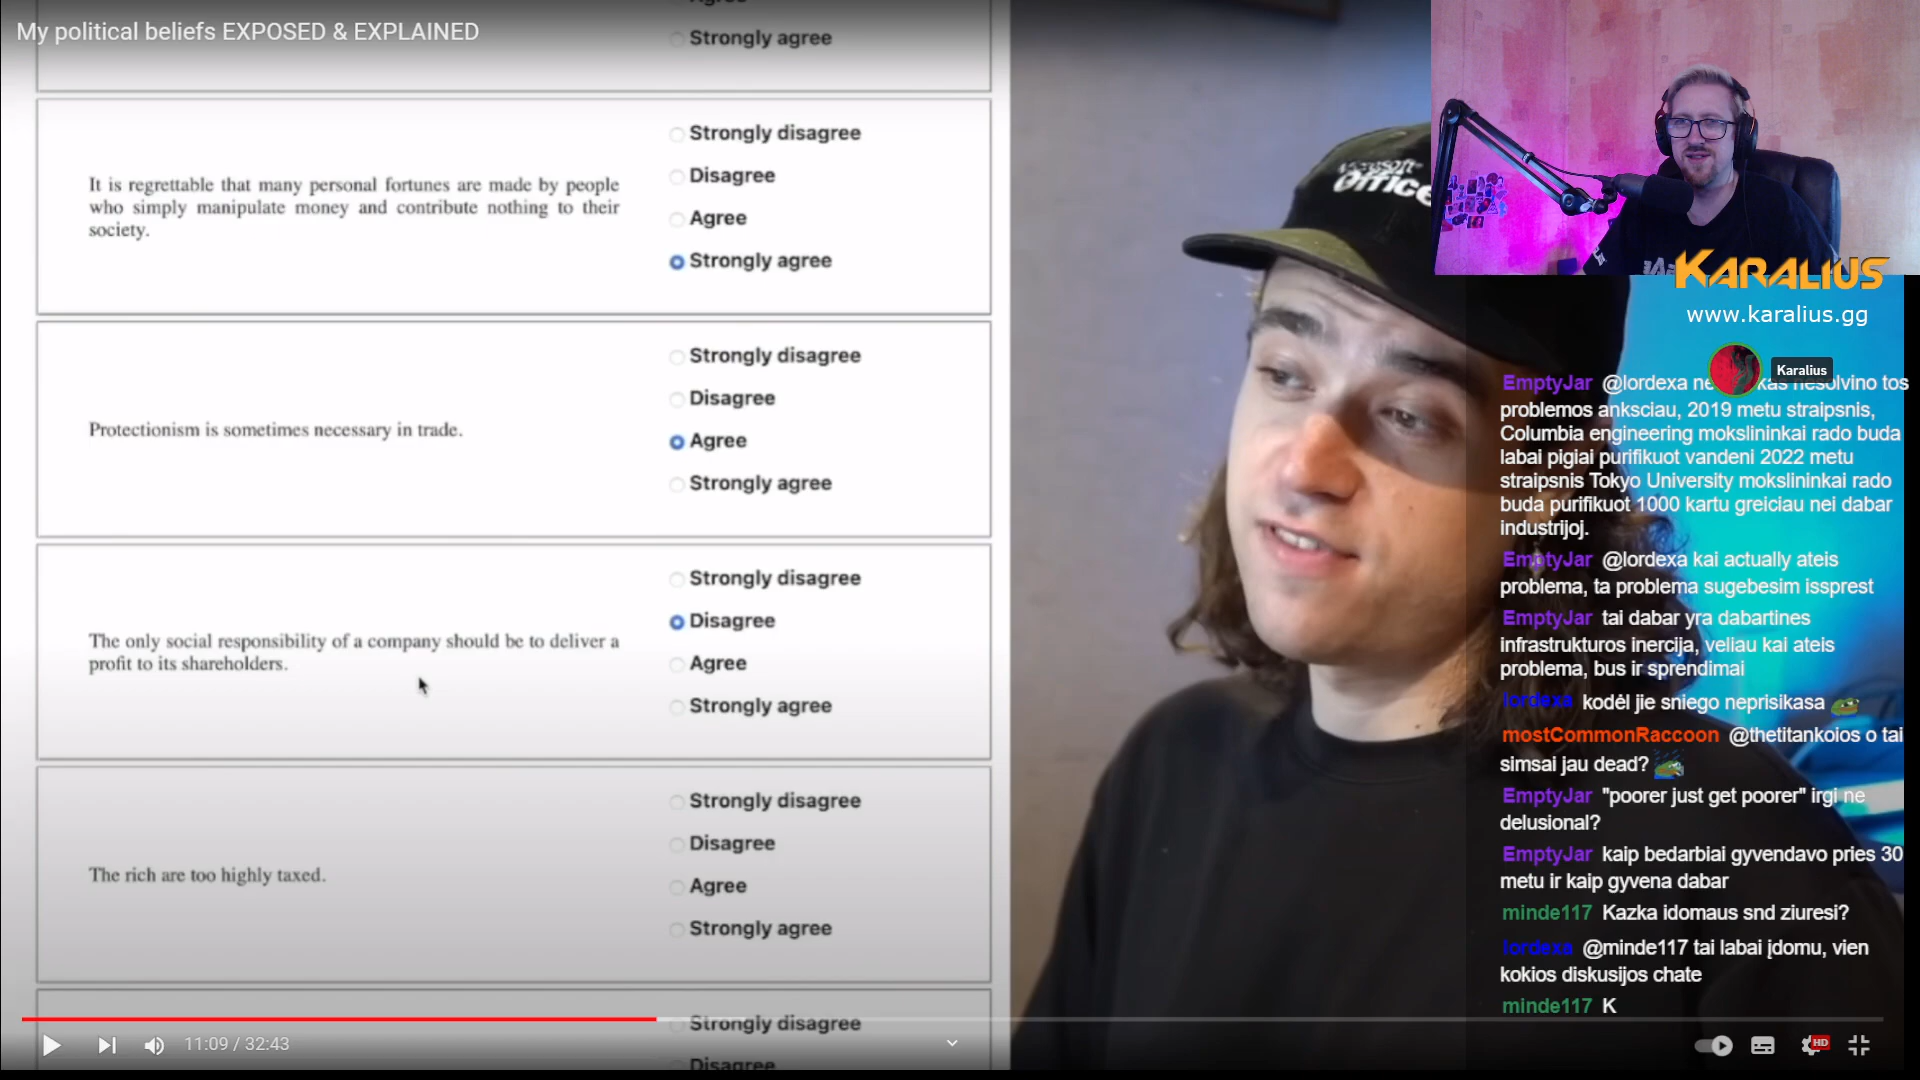 My political beliefs EXPOSED & EXPLAINED
Strongly agree
It is regrettable that many personal fortunes are made by people
who simply manipulate money and contribute nothing to their
society.
Strongly disagree
Disagree
Agree
Strongly agree
Protectionism is sometimes necessary in trade.
Strongly disagree
Disagree
Agree
Strongly agree
The only social responsibility of a company should be to deliver a
profit to its shareholders.
Strongly disagree
Disagree
Agree
Strongly agree
The rich are too highly taxed.
Strongly disagree
Disagree
Agree
Strongly agree
Strongly disagree
Disagree
11:09 / 32:43
HD
Microsoft
Office
KARALIUS
www.karalius.gg
Karalius
EmptyJar @lordexa tos
problemos anksciau, 2019 metu straipsnis,
Columbia engineering mokslininkai rado buda
labai pigiai purifikuot vandeni 2022 metu
straipsnis Tokyo University mokslininkai rado
buda purifikuot 1000 kartu greiciau nei dabar
industrijoj.
EmptyJar @lordexa kai actually ateis
problema, ta problema sugebesim issprest
EmptyJar tai dabar yra dabartines
infrastrukturos inercija, veliau kai ateis
problema, bus ir sprendimai
lordexa kodėl jie sniego neprisikasa
mostCommonRaccoon @thetitankoios o tai
simsai jau dead?
EmptyJar "poorer just get poorer" irgi ne
delusional?
EmptyJar kaip bedarbiai gyvendavo pries 30
metu ir kaip gyvena dabar
minde117 Kazka idomaus snd ziuresi?
lordexa @minde117 tai labai įdomu, vien
kokios diskusijos chate
minde117 K